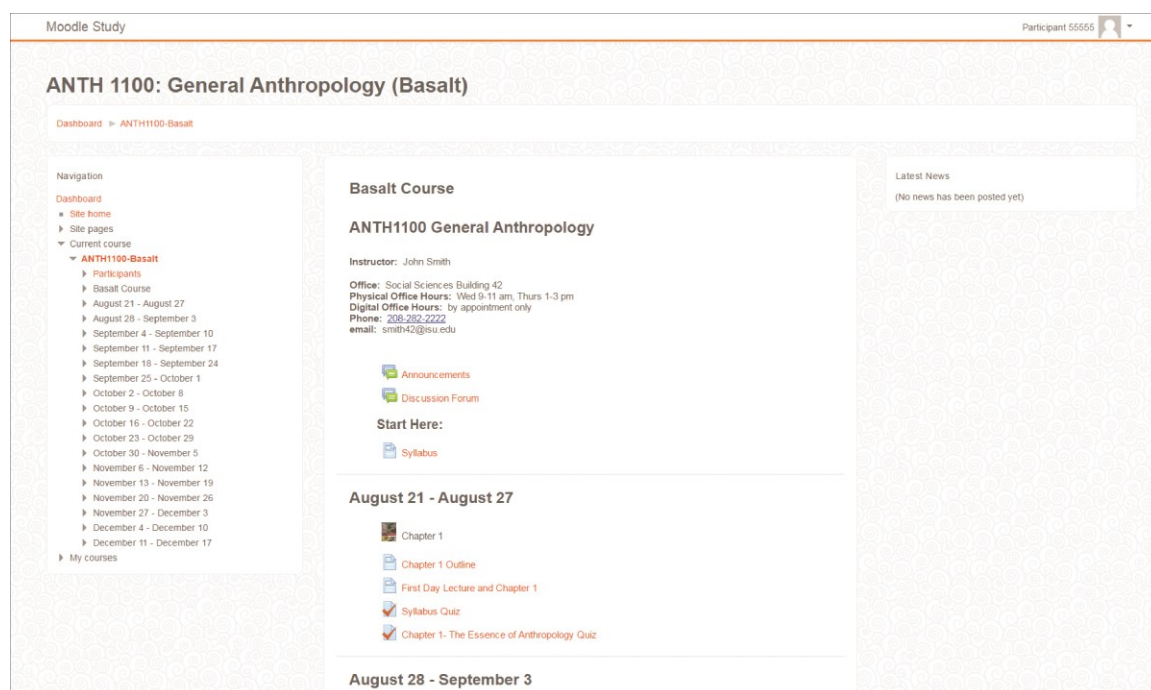 Moodle Study
Participant 55555
ANTH 1100: General Anthropology (Basalt)
Dashboard ANTH1100-Basalt
Navigation
Dashboard
Site home
Site pages
Current course
ANTH1100-Basalt
Participants
Basalt Course
August 21 - August 27
August 28 - September 3
September 4 - September 10
September 11 - September 17
September 18 - September 24
September 25 - October 1
October 2 - October 8
October 9 - October 15
October 16 - October 22
October 23 - October 29
October 30 - November 5
November 6 - November 12
November 13 - November 19
November 20 - November 26
November 27 - December 3
December 4 - December 10
December 11 - December 17
My courses
Basalt Course
ANTH1100 General Anthropology
Instructor: John Smith
Office: Social Sciences Building 42
Physical Office Hours: Wed 9-11 am, Thurs 1-3 pm
Digital Office Hours: by appointment only
Phone: 208-282-2222
email: smith42@isu.edu
Announcements
Discussion Forum
Start Here:
Syllabus
August 21 - August 27
Chapter 1
Chapter 1 Outline
First Day Lecture and Chapter 1
Syllabus Quiz
Chapter 1- The Essence of Anthropology Quiz
August 28 - September 3
Latest News
(No news has been posted yet)